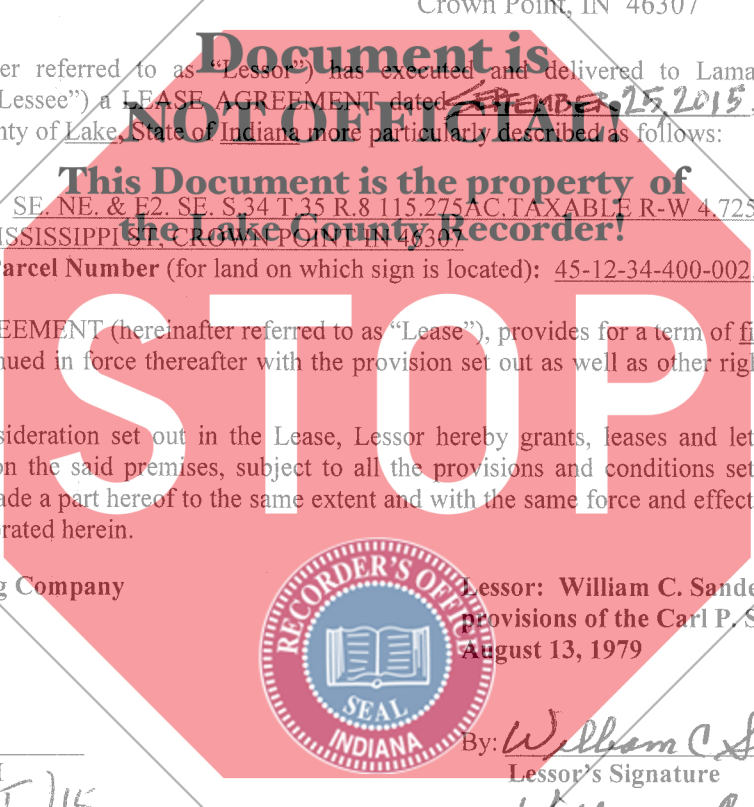 Crown Point, IN 46307
Document is
er referred to as "Lessor") has executed and delivered to Lama
Lessee") a LEASE AGREEMENT dated SEPTEMBER 25 2015
NOT OFFICIAL!
nty of Lake, State of Indiana more particularly described as follows:
This Document is the property of
SE. NE. & E2. SE. S.34 T.35 R.8 115.275AC.TAXABLE R-W 4.725
the Lake County Recorder!
ISSISSIPPI ST, CROWN POINT IN 46307
Parcel Number (for land on which sign is located): 45-12-34-400-002.
EEMENT (hereinafter referred to as "Lease"), provides for a term of fi
nued in force thereafter with the provision set out as well as other righ
STOP
sideration set out in the Lease, Lessor hereby grants, leases and let
on the said premises, subject to all the provisions and conditions set
ade a part hereof to the same extent and with the same force and effect
orated herein.
g Company
Lessor: William C. Sande
provisions of the Carl P. S
August 13, 1979
RECORDER'S OFFICE
SEAL
INDIANA
By: William C S
Lessor's Signature
/15